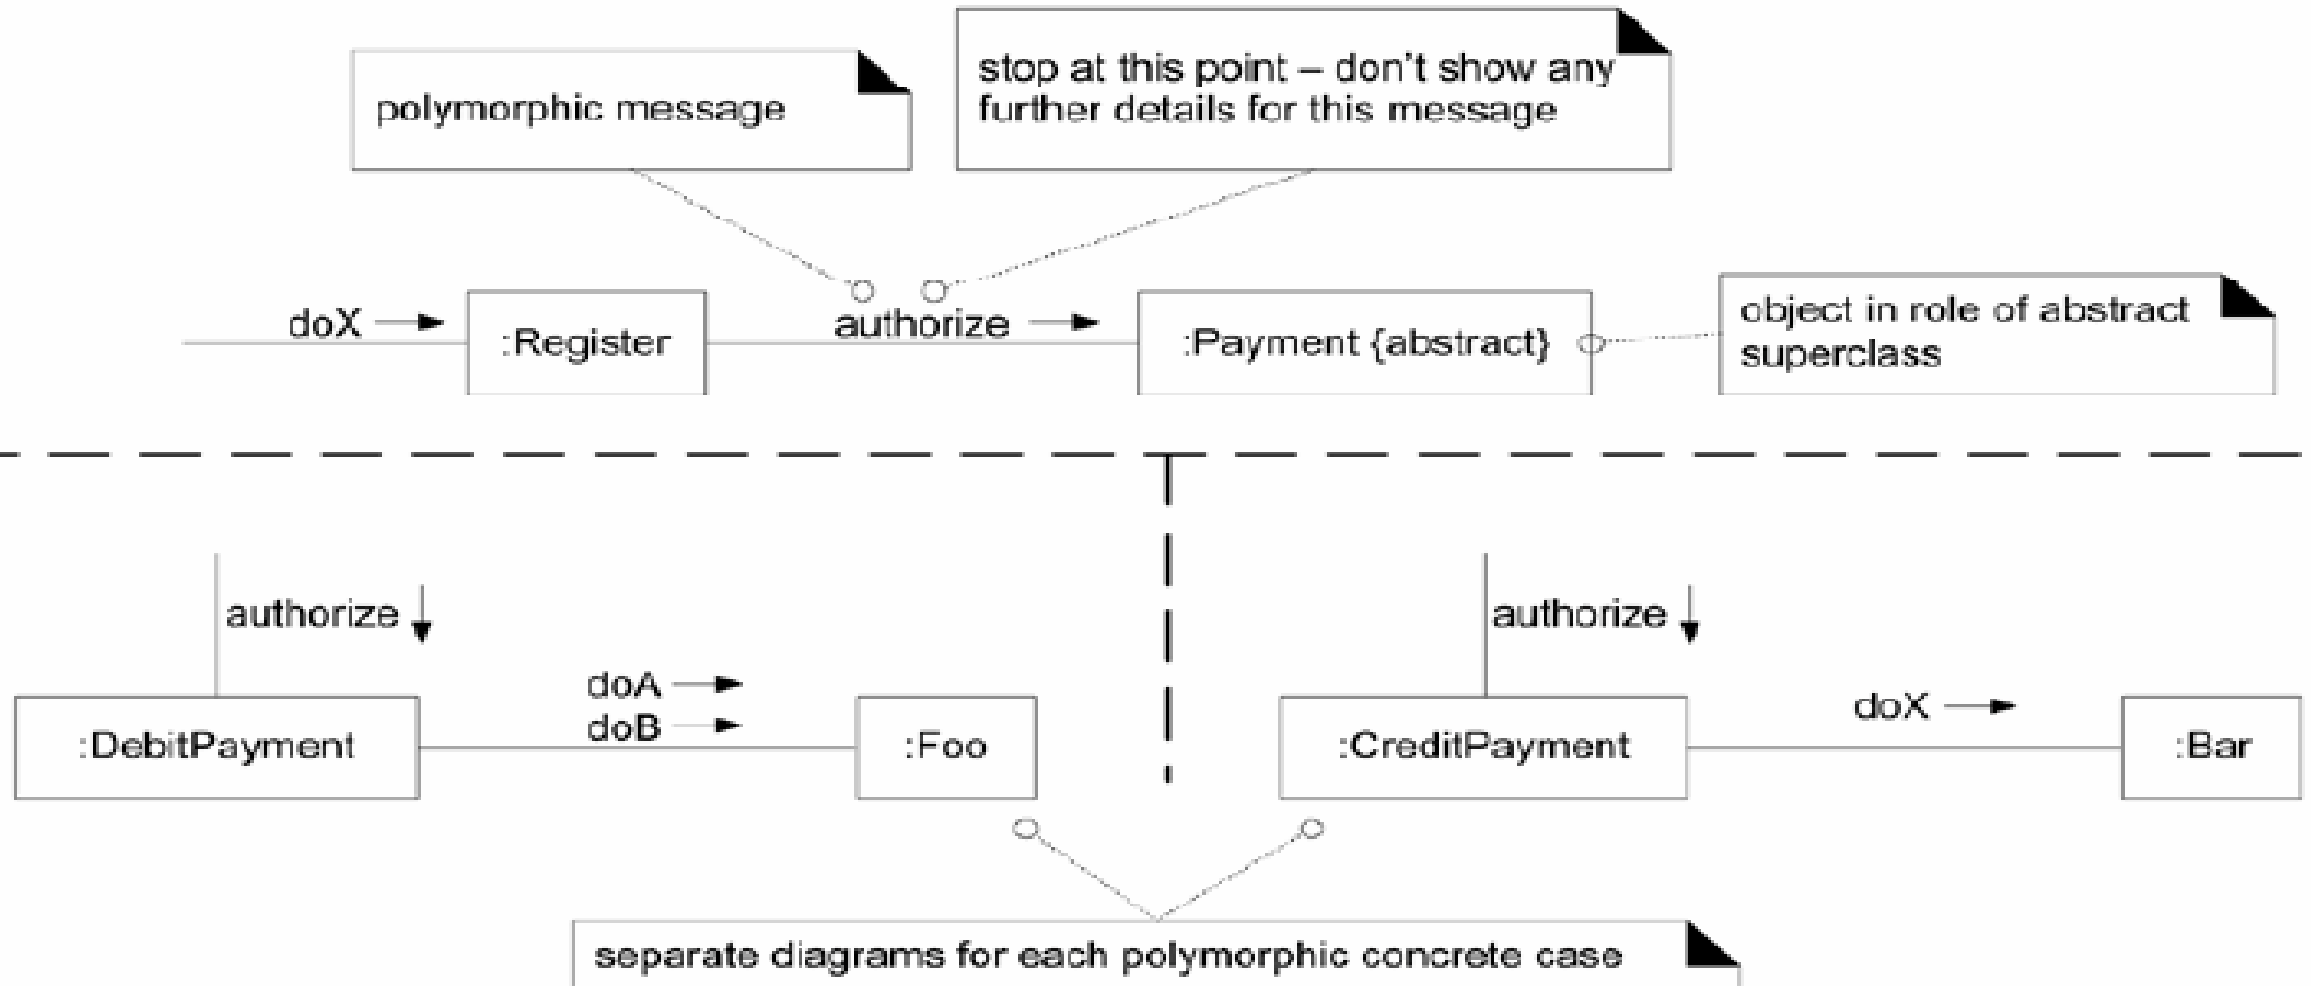 polymorphic message
stop at this point – don't show any
further details for this message
doX
:Register
authorize
:Payment {abstract}
object in role of abstract
superclass
authorize
:DebitPayment
doA
doB
:Foo
authorize
:CreditPayment
doX
:Bar
separate diagrams for each polymorphic concrete case